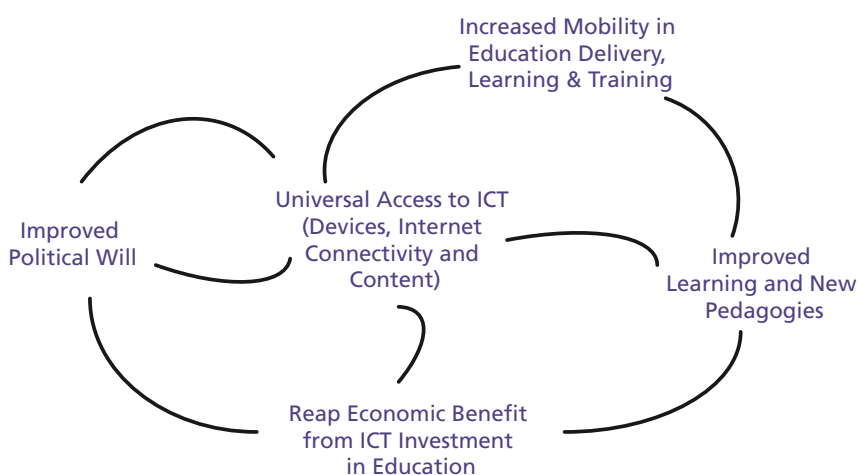 Increased Mobility in
Education Delivery,
Learning & Training
Universal Access to ICT
(Devices, Internet
Connectivity and
Content)
Improved
Political Will
Improved
Learning and New
Pedagogies
Reap Economic Benefit
from ICT Investment
in Education